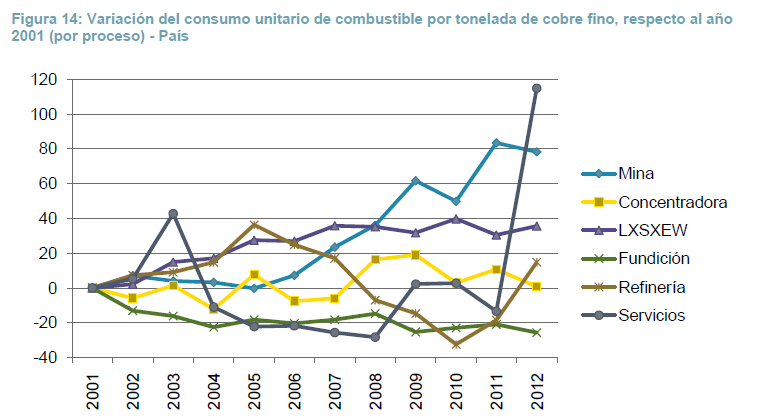 Figura 14: Variación del consumo unitario de combustible por tonelada de cobre fino, respecto al año
2001 (por proceso) - País
120
100
80
60
40
20
0
-20
-40
2001
2002
2003
2004
2005
2006
2007
2008
2009
2010
2011
2012
Mina
Concentradora
LXSXEW
Fundición
Refinería
Servicios